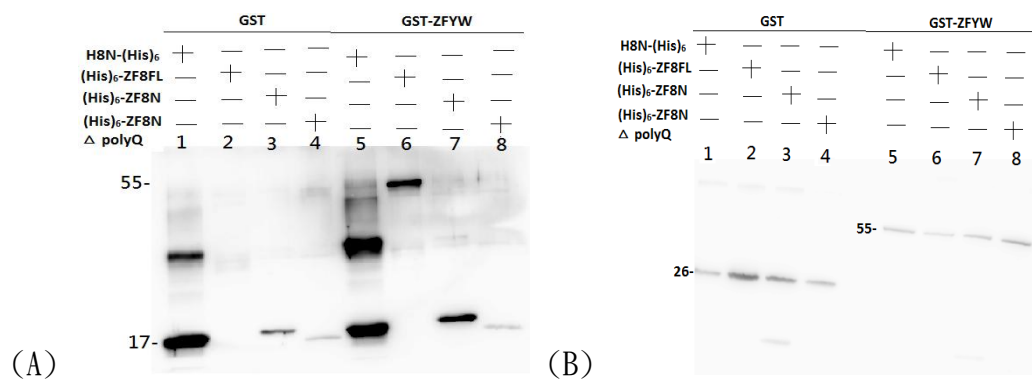 GST GST-ZFYW
H8N-(His)6 + — — — + — — —
(His)6-ZF8FL — + — — — + — —
(His)6-ZF8N — — + — — — + —
(His)6-ZF8N — — — + — — — +
Δ polyQ
1 2 3 4 5 6 7 8
55-
17-
(A)
GST GST-ZFYW
H8N-(His)6 + — — — + — — —
(His)6-ZF8FL — + — — — + — —
(His)6-ZF8N — — + — — — + —
(His)6-ZF8N — — — + — — — +
Δ polyQ
1 2 3 4 5 6 7 8
55-
26-
(B)